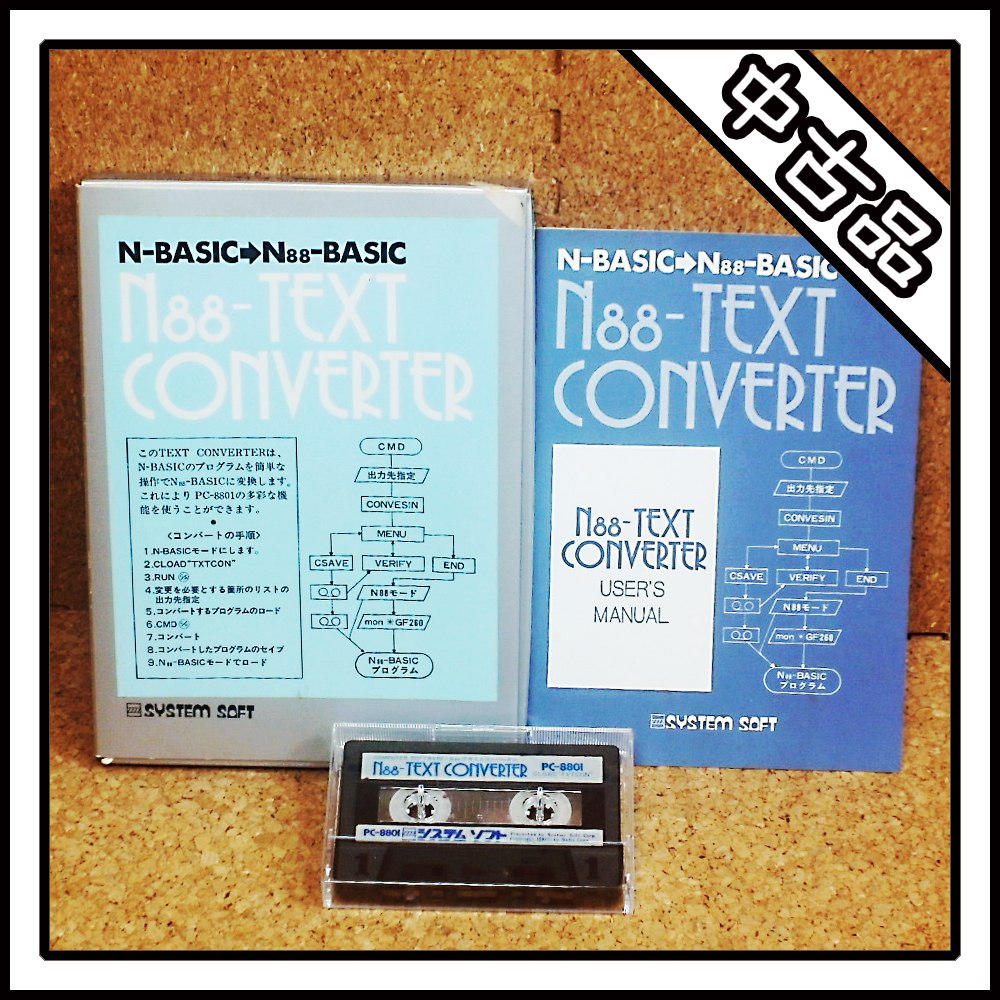 中古品
N-BASIC➡N88-BASIC
N88-TEXT
CONVERTER
このTEXT CONVERTERは、
N-BASICのプログラムを簡単な
操作でN88-BASICに変換します。
これにより PC-8801の多彩な機
能を使うことができます。
●
〈コンバートの手順〉
1.N-BASICモードにします。
2.CLOAD"TXTCON"
3.RUN
4.変更を必要とする箇所のリストの
出力先指定
5.コンバートするプログラムのロード
6.CMD
7.コンバート
8.コンバートしたプログラムのセイブ
9.N88-BASICモードでロード
CMD
出力先指定
CONVESIN
MENU
CSAVE
VERIFY
END
N88モード
mon *GF260
N88-BASIC
プログラム
SYSTEM SOFT
N-BASIC➡N88-BASIC
N88-TEXT
CONVERTER
N88-TEXT
CONVERTER
USER'S
MANUAL
CMD
出力先指定
CONVESIN
MENU
CSAVE
VERIFY
END
N88モード
mon *GF260
N88-BASIC
プログラム
SYSTEM SOFT
N88-TEXT CONVERTER PC-8801
CLOAD "TXTCON"
PC-8801 システム ソフト
1 1